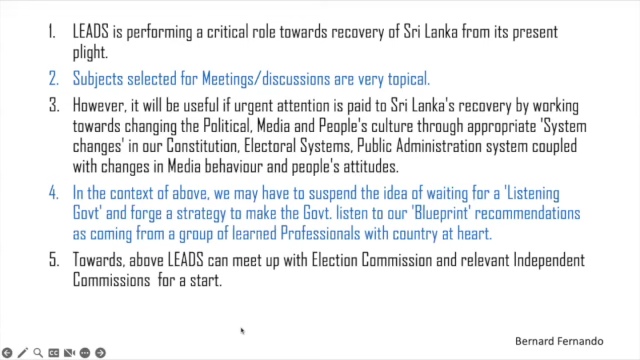 1. LEADS is performing a critical role towards recovery of Sri Lanka from its present
plight.
2. Subjects selected for Meetings/discussions are very topical.
3. However, it will be useful if urgent attention is paid to Sri Lanka's recovery by working
towards changing the Political, Media and People's culture through appropriate 'System
changes' in our Constitution, Electoral Systems, Public Administration system coupled
with changes in Media behaviour and people's attitudes.
4. In the context of above, we may have to suspend the idea of waiting for a 'Listening
Govt' and forge a strategy to make the Govt. listen to our 'Blueprint' recommendations
as coming from a group of learned Professionals with country at heart.
5. Towards, above LEADS can meet up with Election Commission and relevant Independent
Commissions for a start.
Bernard Fernando